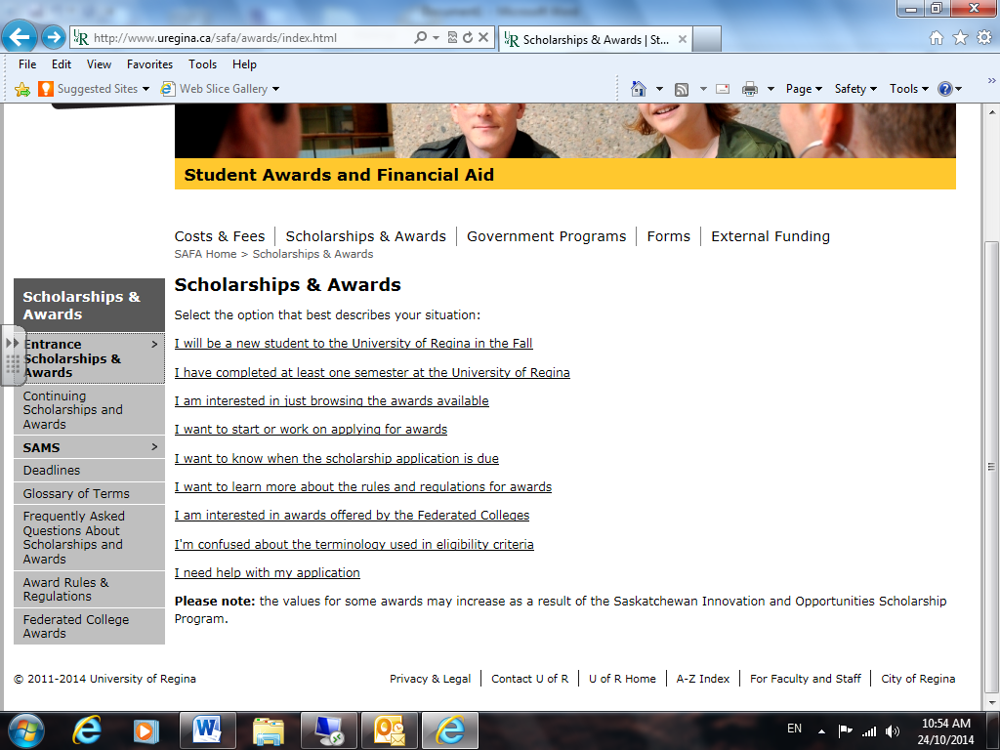 http://www.uregina.ca/safa/awards/index.html
UR Scholarships & Awards | St...
File Edit View Favorites Tools Help
Suggested Sites Web Slice Gallery Page Safety Tools
Student Awards and Financial Aid
Costs & Fees Scholarships & Awards Government Programs Forms External Funding
SAFA Home > Scholarships & Awards
Scholarships &
Awards
Entrance >
Scholarships &
Awards
Continuing
Scholarships and
Awards
SAMS >
Deadlines
Glossary of Terms
Frequently Asked
Questions About
Scholarships and
Awards
Award Rules &
Regulations
Federated College
Awards
Scholarships & Awards
Select the option that best describes your situation:
I will be a new student to the University of Regina in the Fall
I have completed at least one semester at the University of Regina
I am interested in just browsing the awards available
I want to start or work on applying for awards
I want to know when the scholarship application is due
I want to learn more about the rules and regulations for awards
I am interested in awards offered by the Federated Colleges
I'm confused about the terminology used in eligibility criteria
I need help with my application
Please note: the values for some awards may increase as a result of the Saskatchewan Innovation and Opportunities Scholarship
Program.
© 2011-2014 University of Regina Privacy & Legal Contact U of R U of R Home A-Z Index For Faculty and Staff City of Regina
EN 10:54 AM
24/10/2014